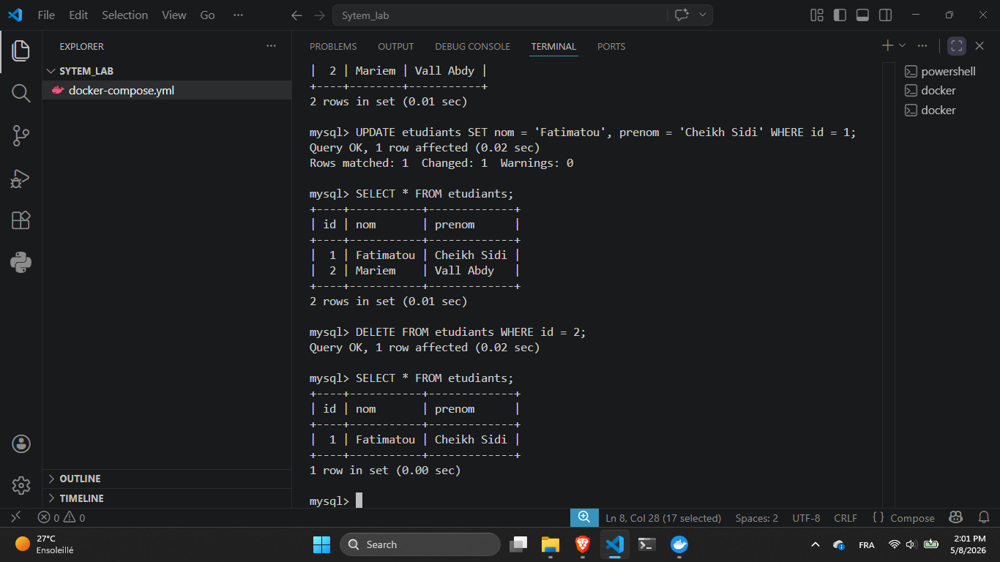 File Edit Selection View Go ···
Sytem_lab
EXPLORER
SYTEM_LAB
docker-compose.yml
OUTLINE
TIMELINE
PROBLEMS OUTPUT DEBUG CONSOLE TERMINAL PORTS
|  2 | Mariem | Vall Abdy |
+----+--------+-----------+
2 rows in set (0.01 sec)
mysql> UPDATE etudiants SET nom = 'Fatimatou', prenom = 'Cheikh Sidi' WHERE id = 1;
Query OK, 1 row affected (0.02 sec)
Rows matched: 1  Changed: 1  Warnings: 0
mysql> SELECT * FROM etudiants;
+----+-----------+-------------+
| id | nom       | prenom      |
+----+-----------+-------------+
|  1 | Fatimatou | Cheikh Sidi |
|  2 | Mariem    | Vall Abdy   |
+----+-----------+-------------+
2 rows in set (0.01 sec)
mysql> DELETE FROM etudiants WHERE id = 2;
Query OK, 1 row affected (0.02 sec)
mysql> SELECT * FROM etudiants;
+----+-----------+-------------+
| id | nom       | prenom      |
+----+-----------+-------------+
|  1 | Fatimatou | Cheikh Sidi |
+----+-----------+-------------+
1 row in set (0.00 sec)
mysql>
powershell
docker
docker
0 0 Ln 8, Col 28 (17 selected) Spaces: 2 UTF-8 CRLF { } Compose
27°C
Ensoleillé
Search
FRA
2:01 PM
5/8/2026